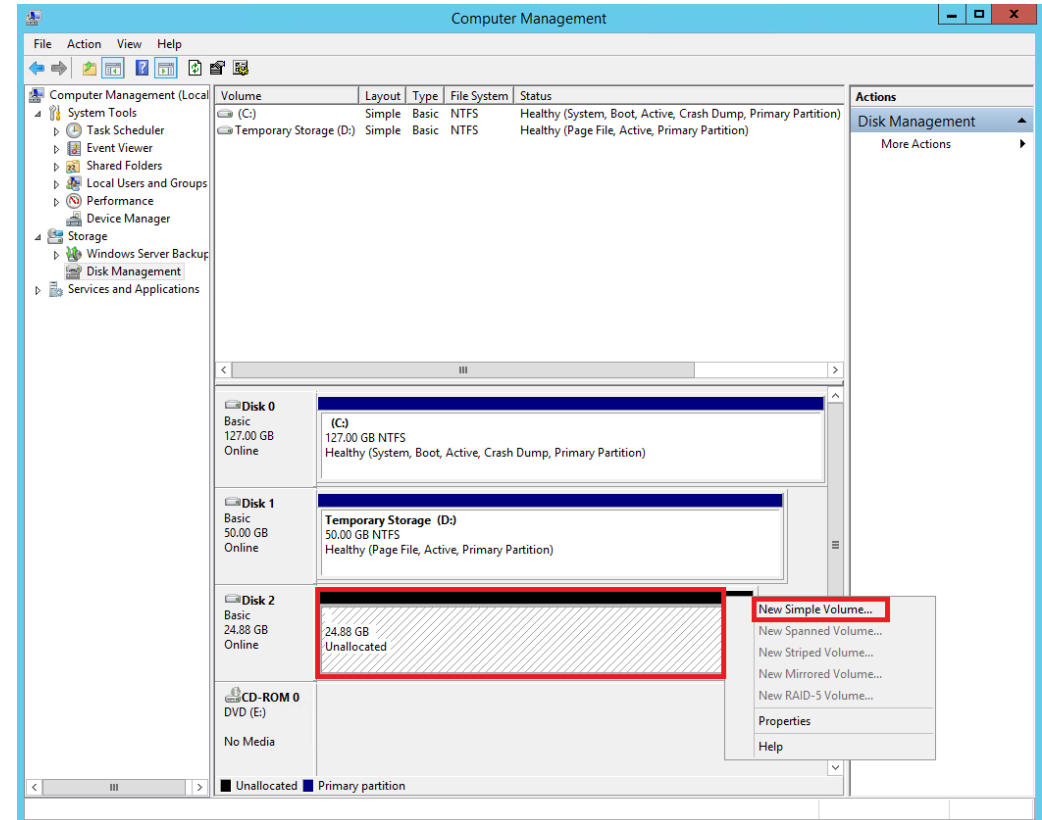 Computer Management
File Action View Help
Computer Management (Local
System Tools
Task Scheduler
Event Viewer
Shared Folders
Local Users and Groups
Performance
Device Manager
Storage
Windows Server Backup
Disk Management
Services and Applications
Volume Layout Type File System Status
(C:) Simple Basic NTFS Healthy (System, Boot, Active, Crash Dump, Primary Partition)
Temporary Storage (D:) Simple Basic NTFS Healthy (Page File, Active, Primary Partition)
Disk 0
Basic
127.00 GB
Online
(C:)
127.00 GB NTFS
Healthy (System, Boot, Active, Crash Dump, Primary Partition)
Disk 1
Basic
50.00 GB
Online
Temporary Storage (D:)
50.00 GB NTFS
Healthy (Page File, Active, Primary Partition)
Disk 2
Basic
24.88 GB
Online
24.88 GB
Unallocated
CD-ROM 0
DVD (E:)
No Media
Unallocated Primary partition
Actions
Disk Management
More Actions
New Simple Volume...
New Spanned Volume...
New Striped Volume...
New Mirrored Volume...
New RAID-5 Volume...
Properties
Help